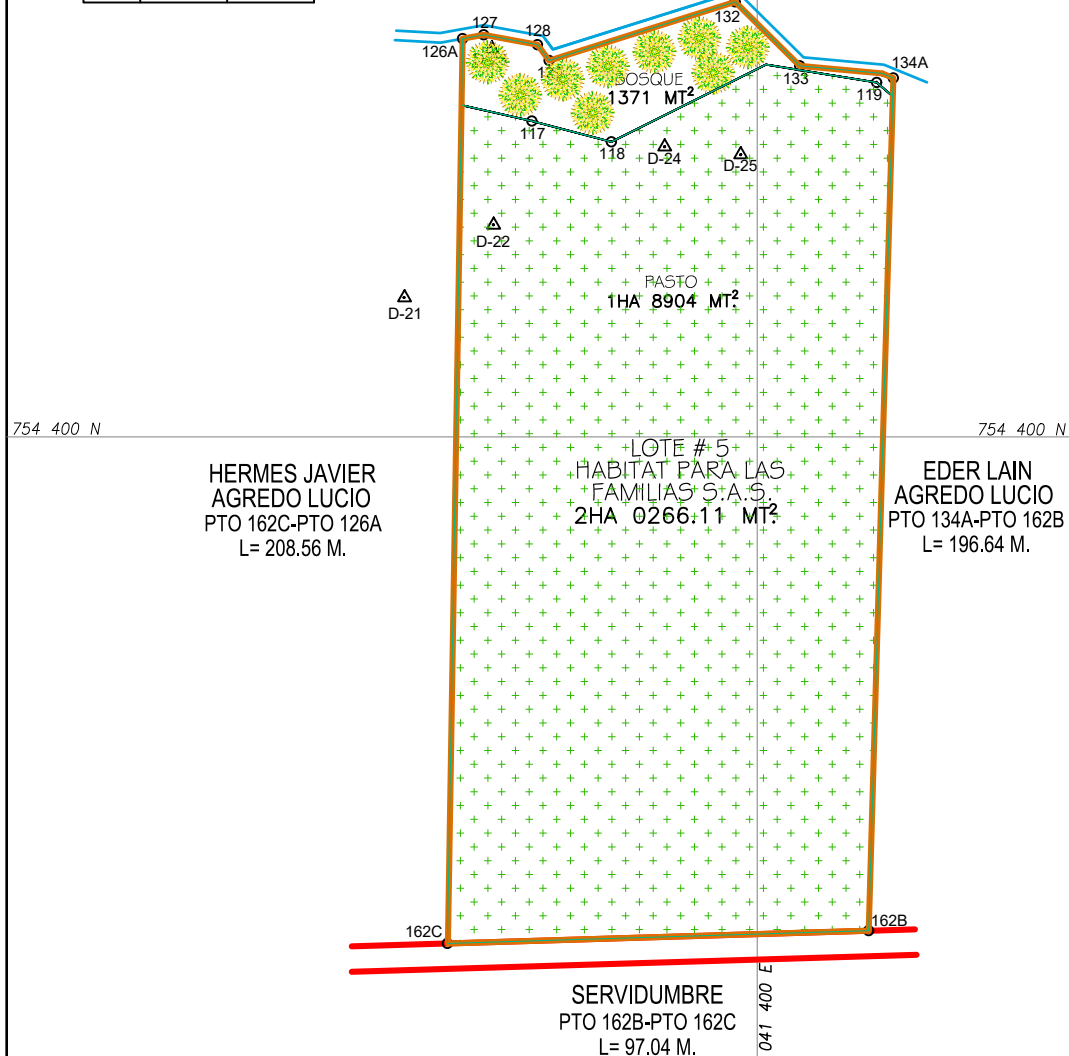 132
127
128
126A
134A
133
119
BOSQUE
1371 MT²
117
118
D-24
D-25
D-22
PASTO
1HA 8904 MT²
D-21
754 400 N
754 400 N
LOTE # 5
HABITAT PARA LAS
FAMILIAS S.A.S.
2HA 0266.11 MT²
HERMES JAVIER
AGREDO LUCIO
PTO 162C-PTO 126A
L= 208.56 M.
EDER LAIN
AGREDO LUCIO
PTO 134A-PTO 162B
L= 196.64 M.
162B
162C
041 400 E
SERVIDUMBRE
PTO 162B-PTO 162C
L= 97.04 M.